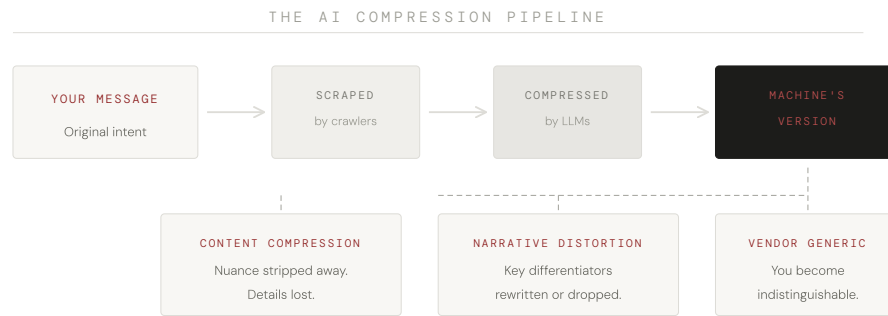 THE AI COMPRESSION PIPELINE
YOUR MESSAGE
Original intent
SCRAPED
by crawlers
COMPRESSED
by LLMs
MACHINE'S
VERSION
CONTENT COMPRESSION
Nuance stripped away.
Details lost.
NARRATIVE DISTORTION
Key differentiators
rewritten or dropped.
VENDOR GENERIC
You become
indistinguishable.